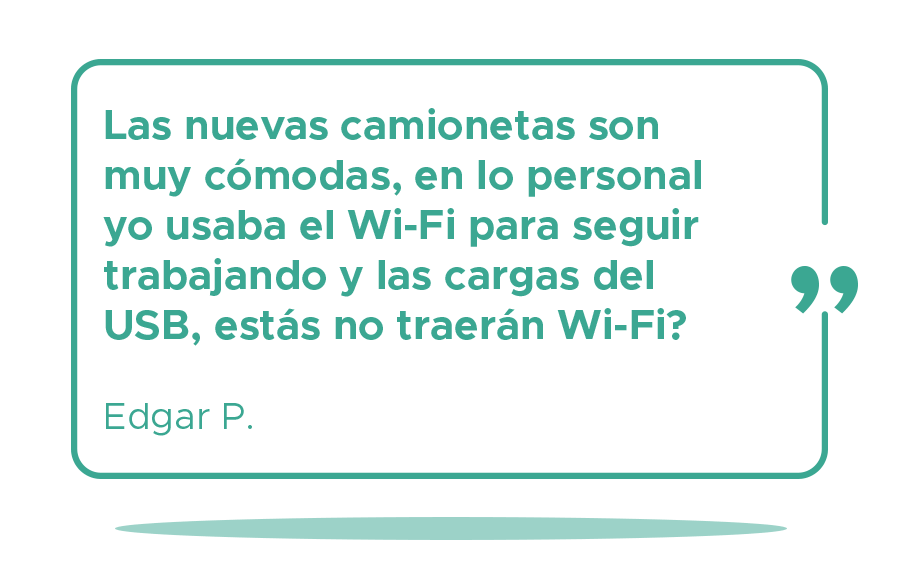 Las nuevas camionetas son
muy cómodas, en lo personal
yo usaba el Wi-Fi para seguir
trabajando y las cargas del
USB, estás no traerán Wi-Fi?
Edgar P.